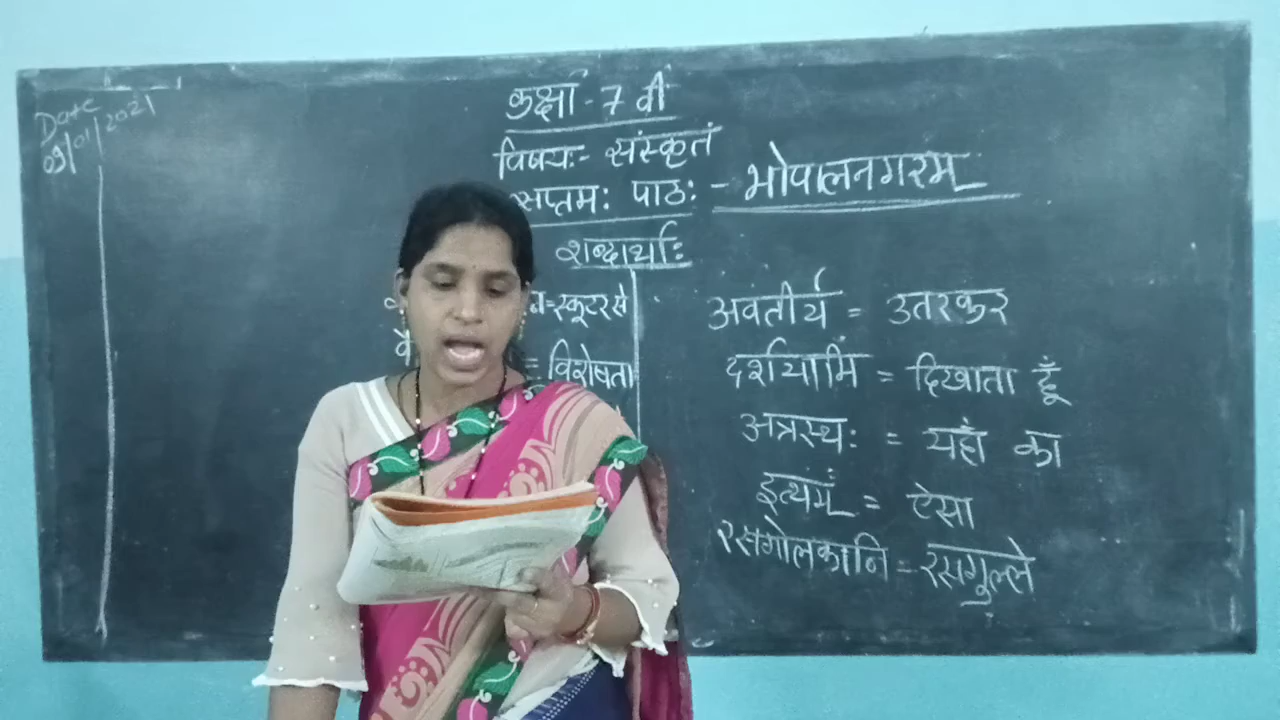 Date
09/01/2021
कक्षा - 7 वीं
विषयः- संस्कृतं
सप्तमः पाठः - भोपालनगरम्
शब्दार्थाः
=स्कूटर से
= विशेषता
अवतीर्य = उतरकर
दर्शयामि = दिखाता हूँ
अत्रस्थः = यहाँ का
इत्थम् = ऐसा
रसगोलकानि = रसगुल्ले